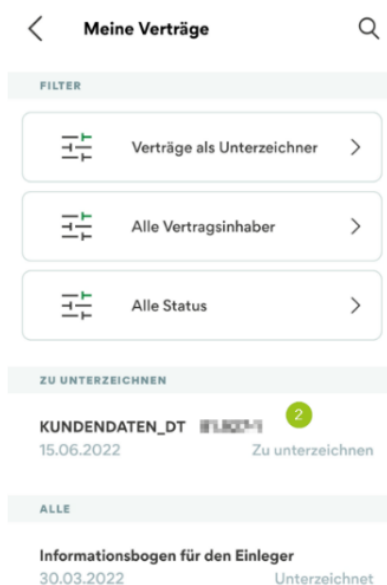 Meine Verträge
FILTER
Verträge als Unterzeichner
Alle Vertragsinhaber
Alle Status
ZU UNTERZEICHNEN
KUNDENDATEN_DT 2
15.06.2022 Zu unterzeichnen
ALLE
Informationsbogen für den Einleger
30.03.2022 Unterzeichnet